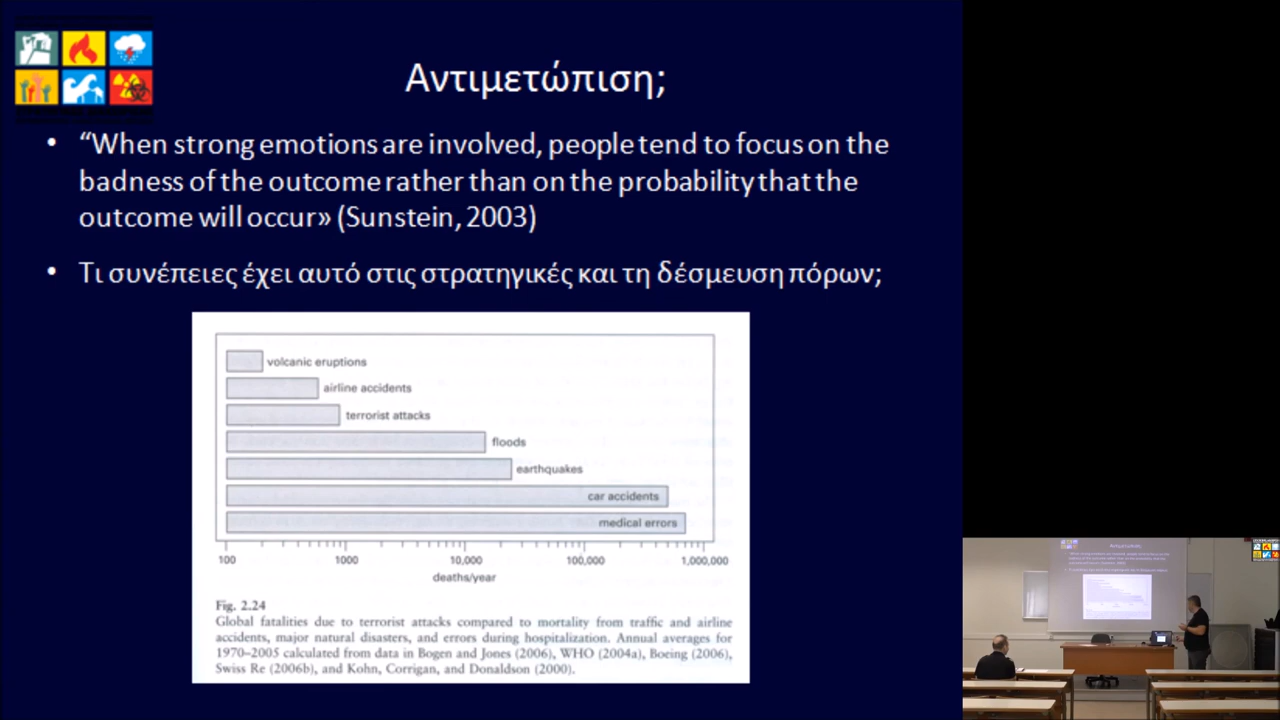 Αντιμετώπιση;
• “When strong emotions are involved, people tend to focus on the
badness of the outcome rather than on the probability that the
outcome will occur» (Sunstein, 2003)
• Τι συνέπειες έχει αυτό στις στρατηγικές και τη δέσμευση πόρων;
volcanic eruptions
airline accidents
terrorist attacks
floods
earthquakes
car accidents
medical errors
100 1000 10,000 100,000 1,000,000
deaths/year
Fig. 2.24
Global fatalities due to terrorist attacks compared to mortality from traffic and airline
accidents, major natural disasters, and errors during hospitalization. Annual averages for
1970–2005 calculated from data in Bogen and Jones (2006), WHO (2004a), Boeing (2006),
Swiss Re (2006b), and Kohn, Corrigan, and Donaldson (2000).